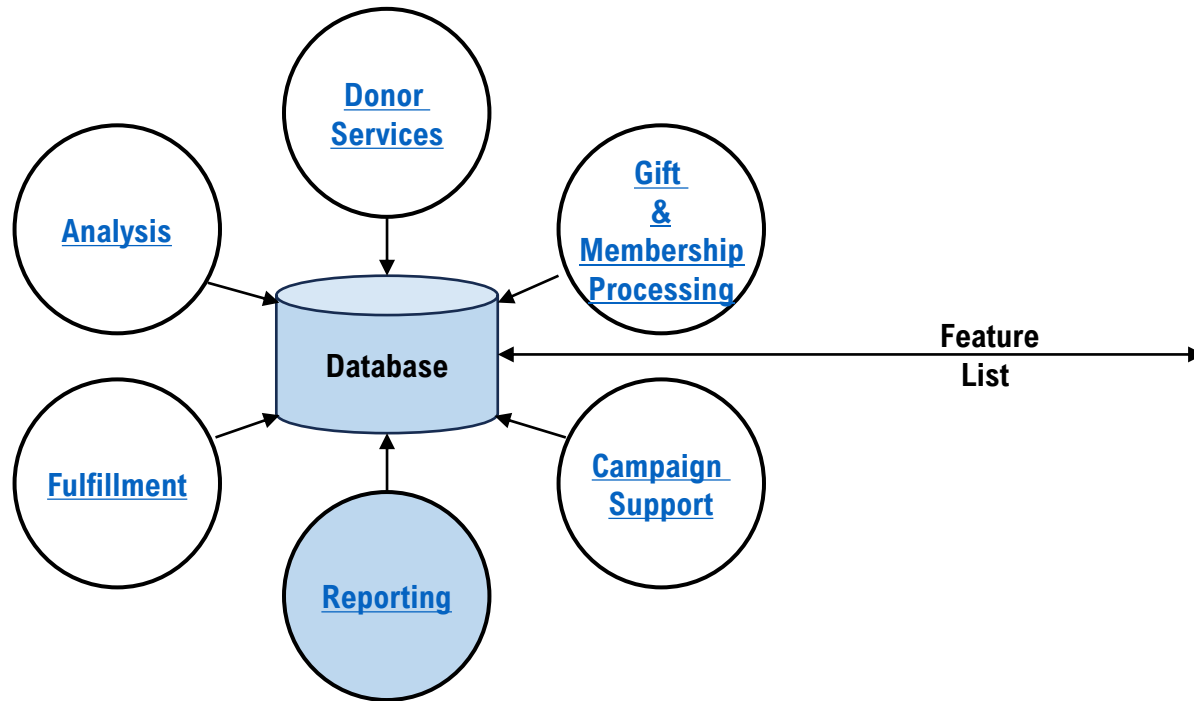 Donor
Services
Gift
&
Membership
Processing
Analysis
Database
Feature
List
Fulfillment
Campaign
Support
Reporting